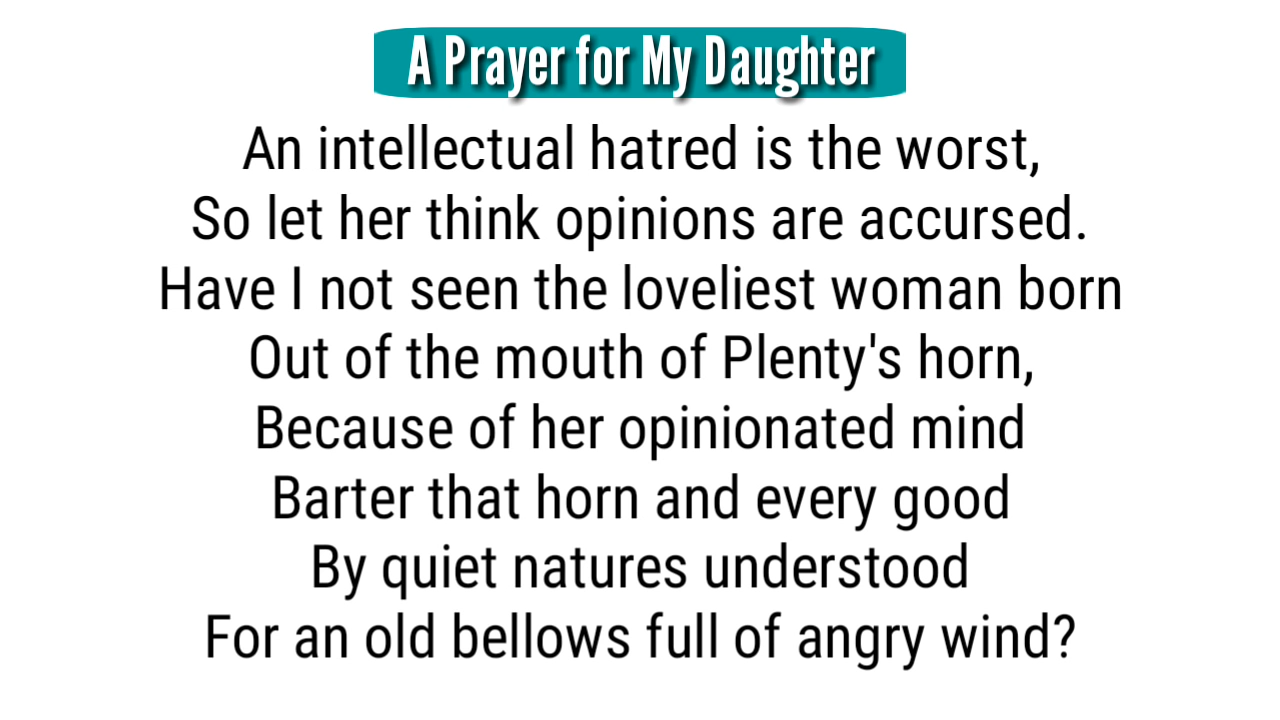 A Prayer for My Daughter
An intellectual hatred is the worst,
So let her think opinions are accursed.
Have I not seen the loveliest woman born
Out of the mouth of Plenty's horn,
Because of her opinionated mind
Barter that horn and every good
By quiet natures understood
For an old bellows full of angry wind?